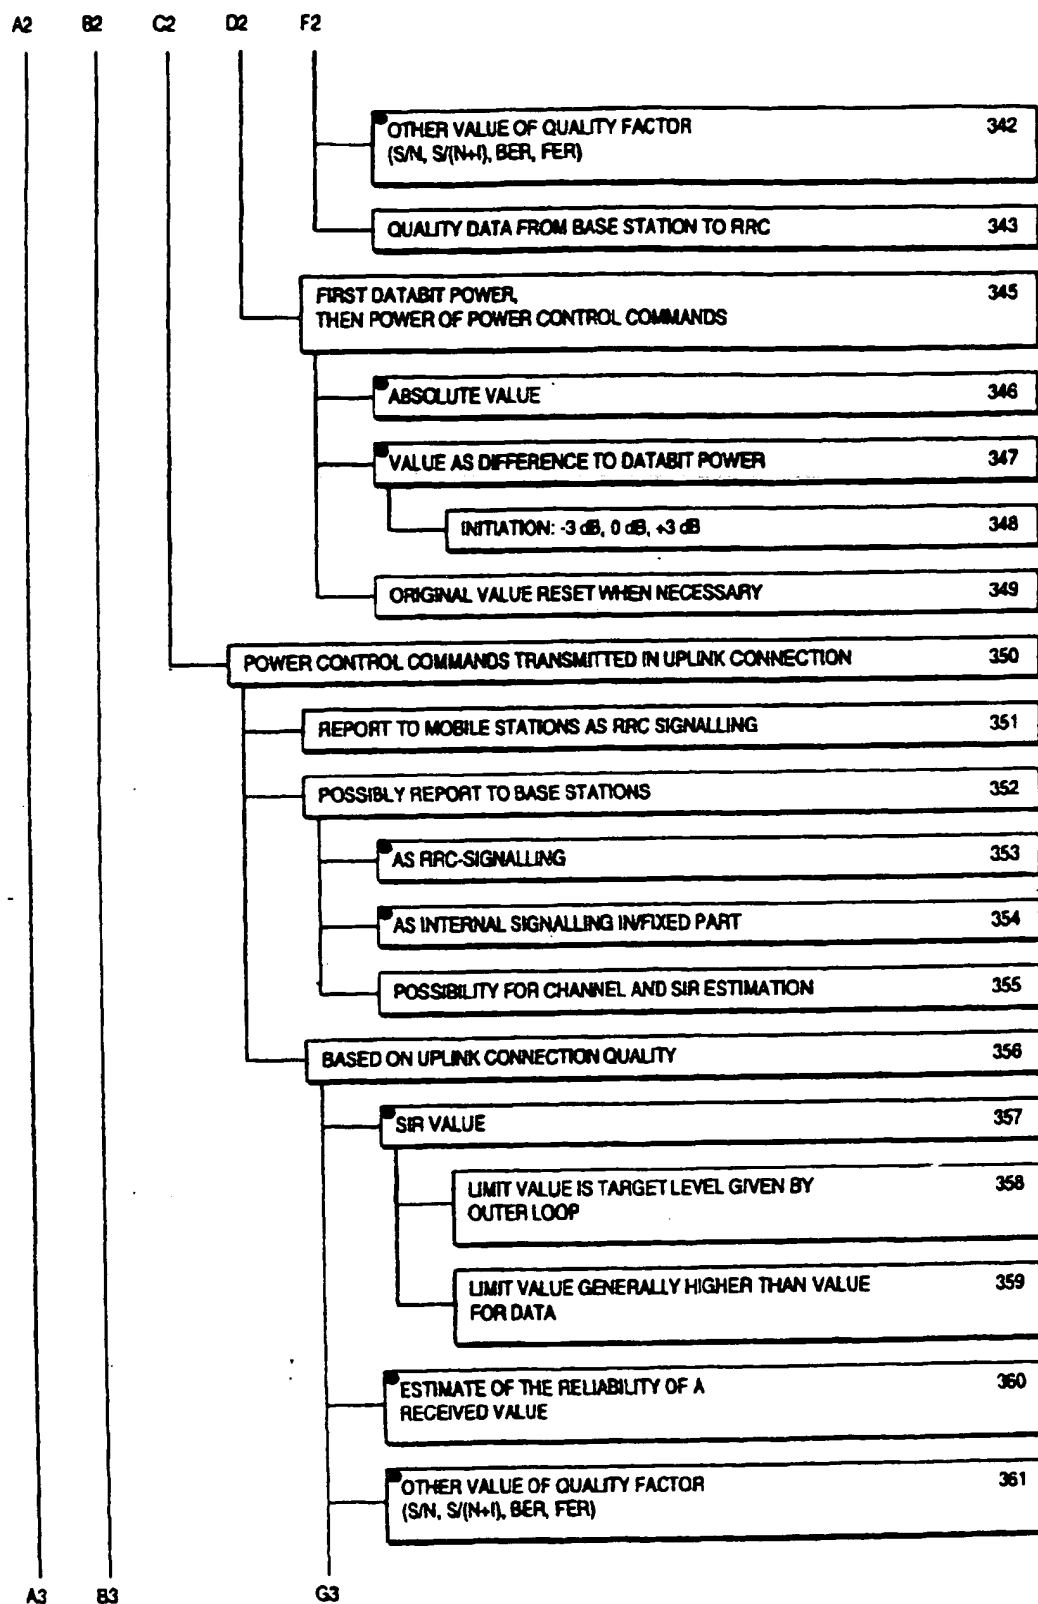 A2 B2 C2 D2 F2
OTHER VALUE OF QUALITY FACTOR 342
(S/N, S/(N+I), BER, FER)
QUALITY DATA FROM BASE STATION TO RRC 343
FIRST DATABIT POWER, 345
THEN POWER OF POWER CONTROL COMMANDS
ABSOLUTE VALUE 346
VALUE AS DIFFERENCE TO DATABIT POWER 347
INITIATION: -3 dB, 0 dB, +3 dB 348
ORIGINAL VALUE RESET WHEN NECESSARY 349
POWER CONTROL COMMANDS TRANSMITTED IN UPLINK CONNECTION 350
REPORT TO MOBILE STATIONS AS RRC SIGNALLING 351
POSSIBLY REPORT TO BASE STATIONS 352
AS RRC-SIGNALLING 353
AS INTERNAL SIGNALLING IN/FIXED PART 354
POSSIBILITY FOR CHANNEL AND SIR ESTIMATION 355
BASED ON UPLINK CONNECTION QUALITY 356
SIR VALUE 357
LIMIT VALUE IS TARGET LEVEL GIVEN BY 358
OUTER LOOP
LIMIT VALUE GENERALLY HIGHER THAN VALUE 359
FOR DATA
ESTIMATE OF THE RELIABILITY OF A 360
RECEIVED VALUE
OTHER VALUE OF QUALITY FACTOR 361
(S/N, S/(N+I), BER, FER)
A3 B3 G3